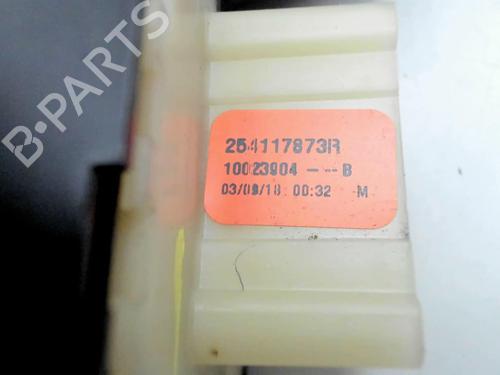 254117873R
10023904 -- -- B
03/09/18 00:32 M
B-PARTS